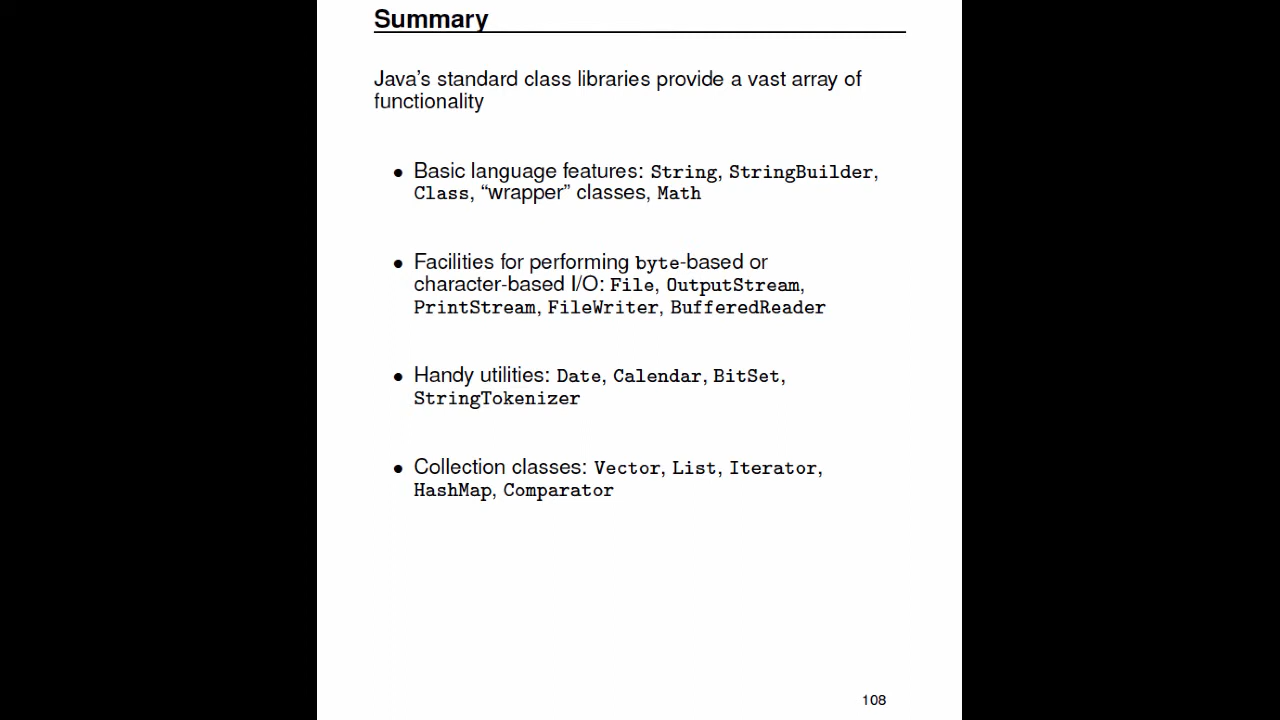 Summary
Java's standard class libraries provide a vast array of
functionality
• Basic language features: String, StringBuilder,
Class, “wrapper” classes, Math
• Facilities for performing byte-based or
character-based I/O: File, OutputStream,
PrintStream, FileWriter, BufferedReader
• Handy utilities: Date, Calendar, BitSet,
StringTokenizer
• Collection classes: Vector, List, Iterator,
HashMap, Comparator
108